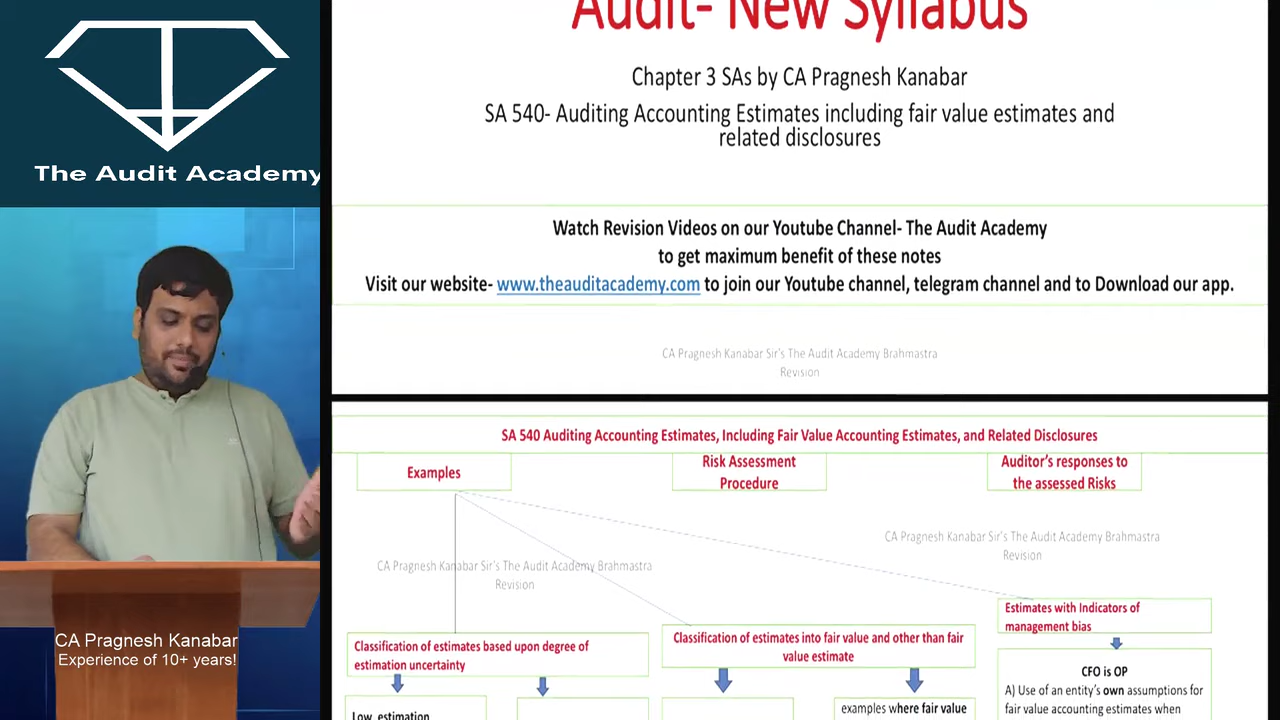 The Audit Academy
CA Pragnesh Kanabar
Experience of 10+ years!
Audit- New Syllabus
Chapter 3 SAs by CA Pragnesh Kanabar
SA 540- Auditing Accounting Estimates including fair value estimates and
related disclosures
Watch Revision Videos on our Youtube Channel- The Audit Academy
to get maximum benefit of these notes
Visit our website- www.theauditacademy.com to join our Youtube channel, telegram channel and to Download our app.
CA Pragnesh Kanabar Sir's The Audit Academy Brahmastra
Revision
SA 540 Auditing Accounting Estimates, Including Fair Value Accounting Estimates, and Related Disclosures
Examples
Risk Assessment
Procedure
Auditor's responses to
the assessed Risks
CA Pragnesh Kanabar Sir's The Audit Academy Brahmastra
Revision
CA Pragnesh Kanabar Sir's The Audit Academy Brahmastra
Revision
Classification of estimates based upon degree of
estimation uncertainty
Classification of estimates into fair value and other than fair
value estimate
Estimates with Indicators of
management bias
Low estimation
examples where fair value
CFO is OP
A) Use of an entity's own assumptions for
fair value accounting estimates when